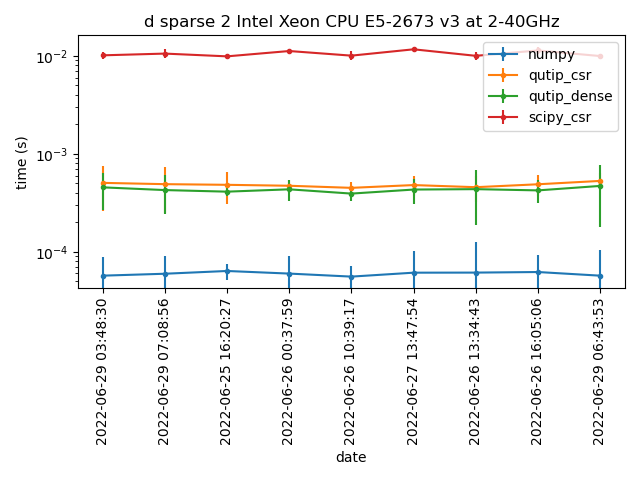 d sparse 2 Intel Xeon CPU E5-2673 v3 at 2-40GHz
numpy
qutip_csr
qutip_dense
scipy_csr
time (s)
10⁻²
10⁻³
10⁻⁴
2022-06-29 03:48:30
2022-06-29 07:08:56
2022-06-25 16:20:27
2022-06-26 00:37:59
2022-06-26 10:39:17
2022-06-27 13:47:54
2022-06-26 13:34:43
2022-06-26 16:05:06
2022-06-29 06:43:53
date